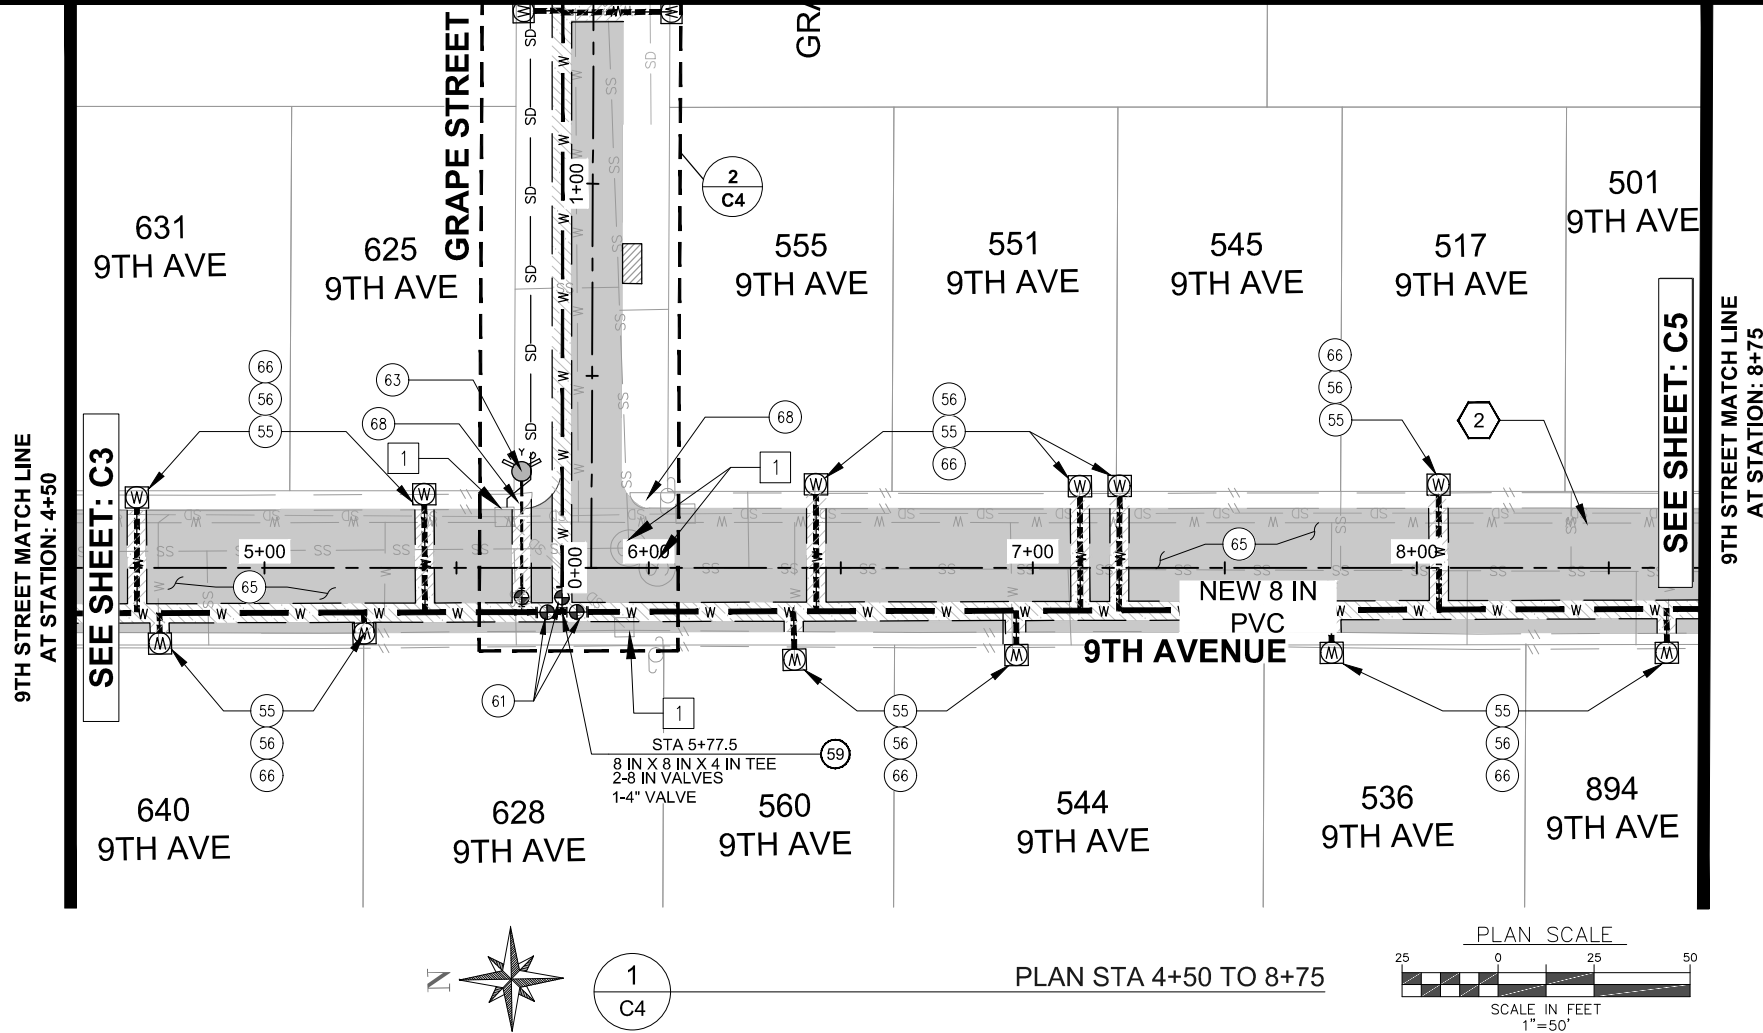 GRAPE STREET
GRA
1+00
2
C4
631
9TH AVE
625
9TH AVE
555
9TH AVE
551
9TH AVE
545
9TH AVE
517
9TH AVE
501
9TH AVE
9TH STREET MATCH LINE
AT STATION: 4+50
SEE SHEET: C3
66
56
55
63
68
1
68
1
56
55
66
66
56
55
2
SEE SHEET: C5
9TH STREET MATCH LINE
AT STATION: 8+75
5+00
65
0+00
6+00
7+00
65
8+00
NEW 8 IN
PVC
9TH AVENUE
55
56
66
61
1
STA 5+77.5
8 IN X 8 IN X 4 IN TEE
2-8 IN VALVES
1-4" VALVE
59
55
56
66
55
56
66
640
9TH AVE
628
9TH AVE
560
9TH AVE
544
9TH AVE
536
9TH AVE
894
9TH AVE
N
1
C4
PLAN STA 4+50 TO 8+75
PLAN SCALE
25 0 25 50
SCALE IN FEET
1"=50'